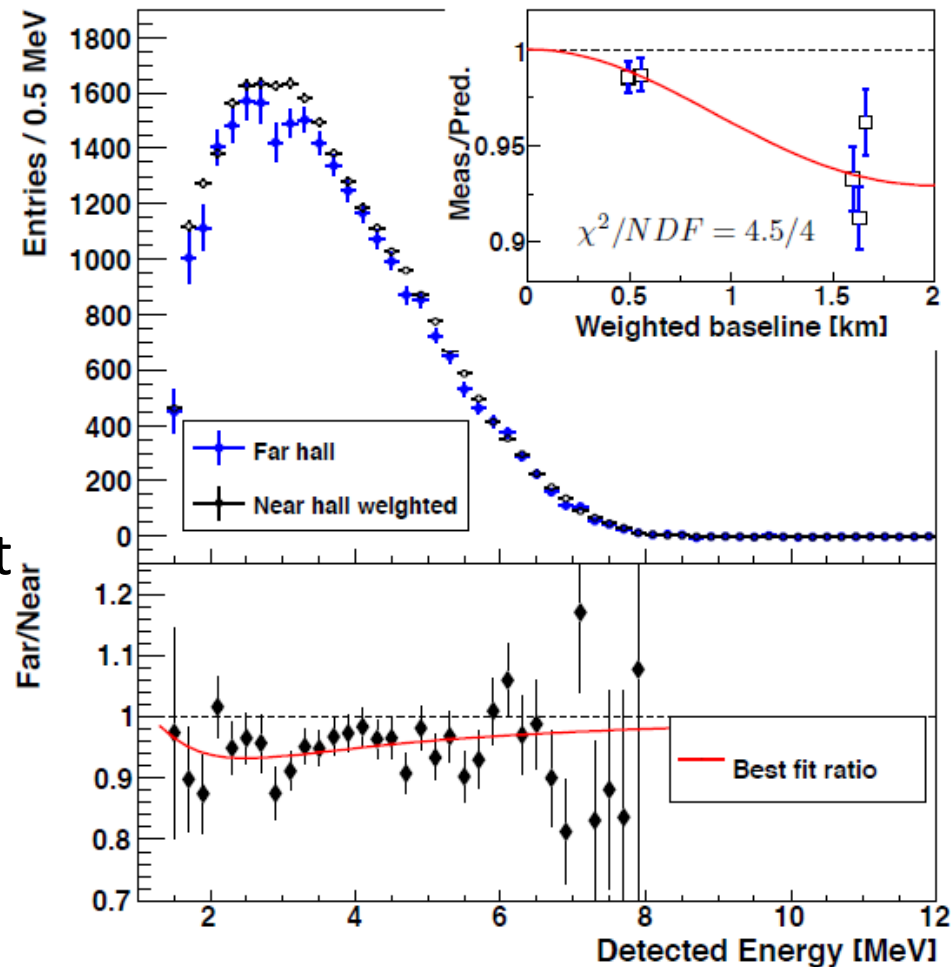 Entries / 0.5 MeV
1800
1600
1400
1200
1000
800
600
400
200
0
Far hall
Near hall weighted
Meas./Pred.
1
0.95
0.9
χ²/NDF = 4.5/4
0 0.5 1 1.5 2
Weighted baseline [km]
t
Far/Near
1.2
1.1
1
0.9
0.8
0.7
Best fit ratio
2 4 6 8 10 12
Detected Energy [MeV]